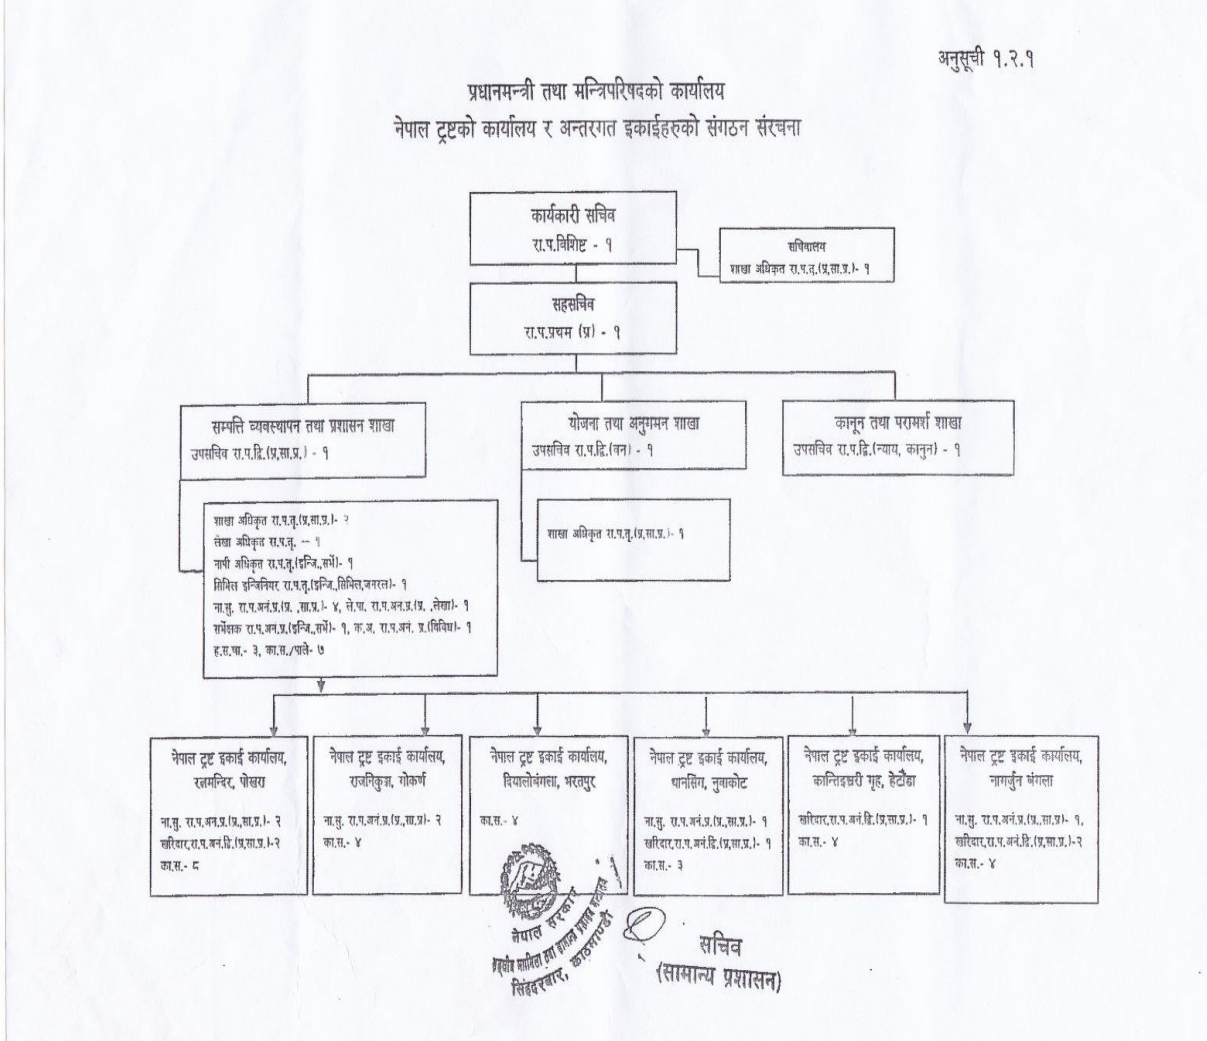 अनुसूची १.२.१
प्रधानमन्त्री तथा मन्त्रिपरिषदको कार्यालय
नेपाल ट्रष्टको कार्यालय र अन्तरगत इकाईहरुको संगठन संरचना
कार्यकारी सचिव
रा.प.विशिष्ट - १
सचिवालय
शाखा अधिकृत रा.प.तृ.(प्र,सा.प्र.)- १
सहसचिव
रा.प.प्रथम (प्र) - १
सम्पत्ति व्यवस्थापन तथा प्रशासन शाखा
उपसचिव रा.प.द्वि.(प्र,सा.प्र.) - १
योजना तथा अनुगमन शाखा
उपसचिव रा.प.द्वि.(वन) - १
कानून तथा परामर्श शाखा
उपसचिव रा.प.द्वि.(न्याय, कानुन) - १
शाखा अधिकृत रा.प.तृ.(प्र,सा.प्र.)- २
लेखा अधिकृत रा.प.तृ. -- १
नापी अधिकृत रा.प.तृ.(इन्जि.,सर्भे)- १
सिभिल इन्जिनियर रा.प.तृ.(इन्जि.,सिभिल,जनरल)- १
ना.सु. रा.प.अनं.प्र.(प्र. ,सा.प्र.)- ४, ले.पा. रा.प.अन.प्र.(प्र. ,लेखा)- १
सर्भेक्षक रा.प.अन.प्र.(इन्जि.,सर्भे)- १, क.अ. रा.प.अनं. प्र.(विविध)- १
ह.स.चा.- ३, का.स./पाले- ७
शाखा अधिकृत रा.प.तृ.(प्र,सा.प्र.)- १
नेपाल ट्रष्ट इकाई कार्यालय,
रत्नमन्दिर, पोखरा
ना.सु. रा.प.अनं.प्र.(प्र,सा.प्र.)- २
खरिदार,रा.प.अनं.द्वि.(प्र,सा.प्र.)-२
का.स.- ८
नेपाल ट्रष्ट इकाई कार्यालय,
राजनिकुञ्ज, गोकर्ण
ना.सु. रा.प.अनं.प्र.(प्र.,सा.प्र)- २
का.स.- ४
नेपाल ट्रष्ट इकाई कार्यालय,
दियालोबंगला, भरतपुर
का.स.- ४
नेपाल ट्रष्ट इकाई कार्यालय,
थानसिंग, नुवाकोट
ना.सु. रा.प.अनं.प्र.(प्र.,सा.प्र.)- १
खरिदार,रा.प.अनं.द्वि.(प्र,सा.प्र.)- १
का.स.- ३
नेपाल ट्रष्ट इकाई कार्यालय,
कान्तिइश्वरी गृह, हेटौंडा
खरिदार,रा.प.अनं.द्वि.(प्र,सा.प्र.)- १
का.स.- ४
नेपाल ट्रष्ट इकाई कार्यालय,
नागर्जुन बंगला
ना.सु. रा.प.अनं.प्र.(प्र.,सा.प्र)- १,
खरिदार,रा.प.अनं.द्वि.(प्र,सा.प्र.)-२
का.स.- ४
नेपाल सरकार
सिंहदरबार, काठमाण्डौं
सचिव
(सामान्य प्रशासन)